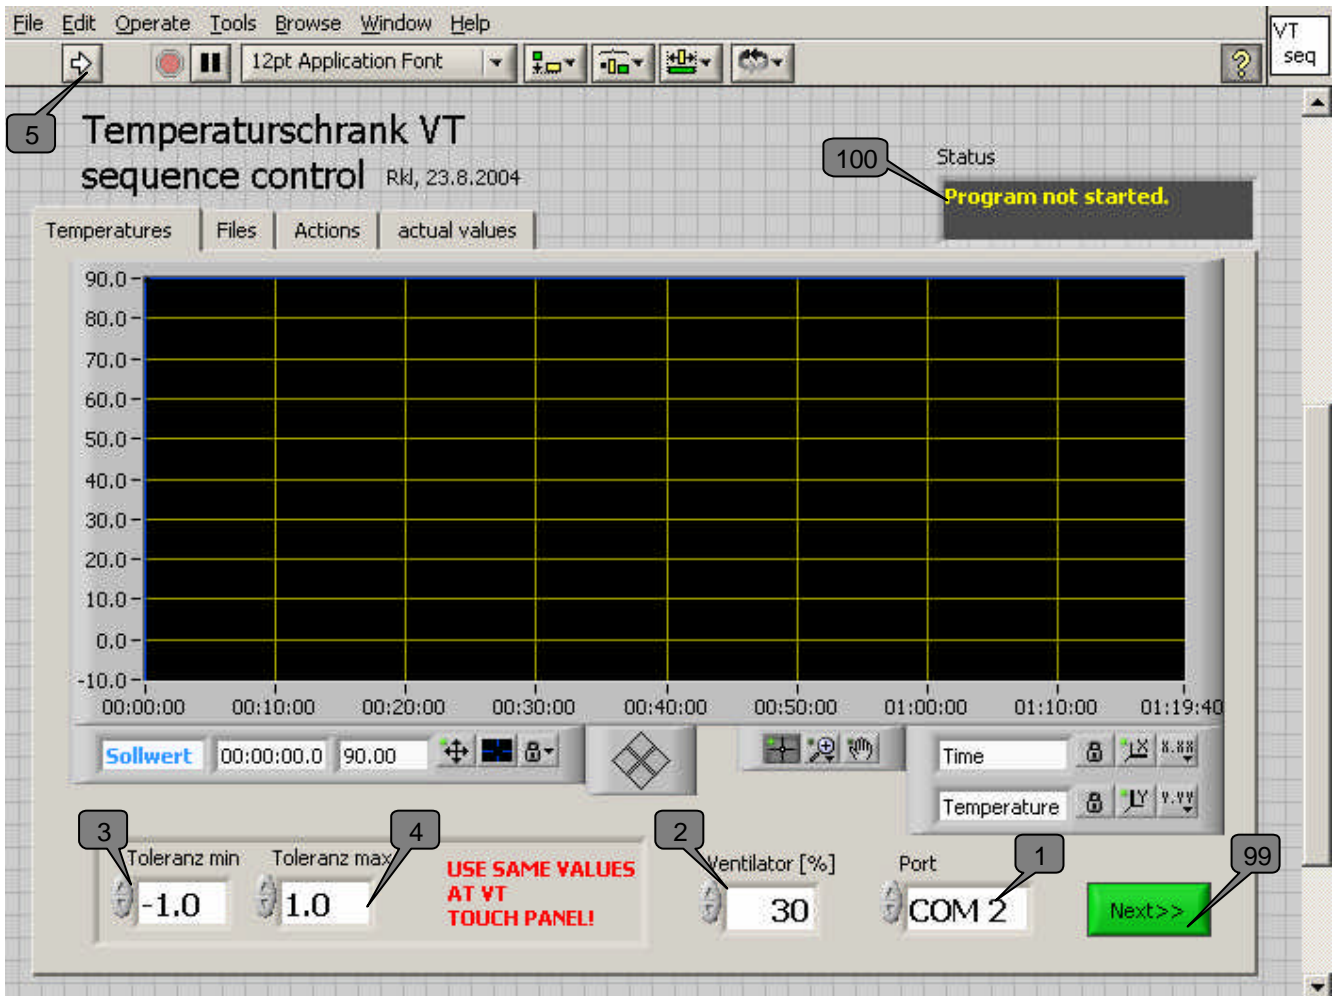 File Edit Operate Tools Browse Window Help
VT
seq
12pt Application Font
5
Temperaturschrank VT
sequence control Rkl, 23.8.2004
100
Status
Program not started.
Temperatures Files Actions actual values
90.0
80.0
70.0
60.0
50.0
40.0
30.0
20.0
10.0
0.0
-10.0
00:00:00 00:10:00 00:20:00 00:30:00 00:40:00 00:50:00 01:00:00 01:10:00 01:19:40
Sollwert 00:00:00.0 90.00
Time X X.XX
Temperature Y Y.YY
3 4 2 1 99
Toleranz min Toleranz max
-1.0 1.0
USE SAME VALUES
AT VT
TOUCH PANEL!
Ventilator [%] Port
30 COM 2 Next>>